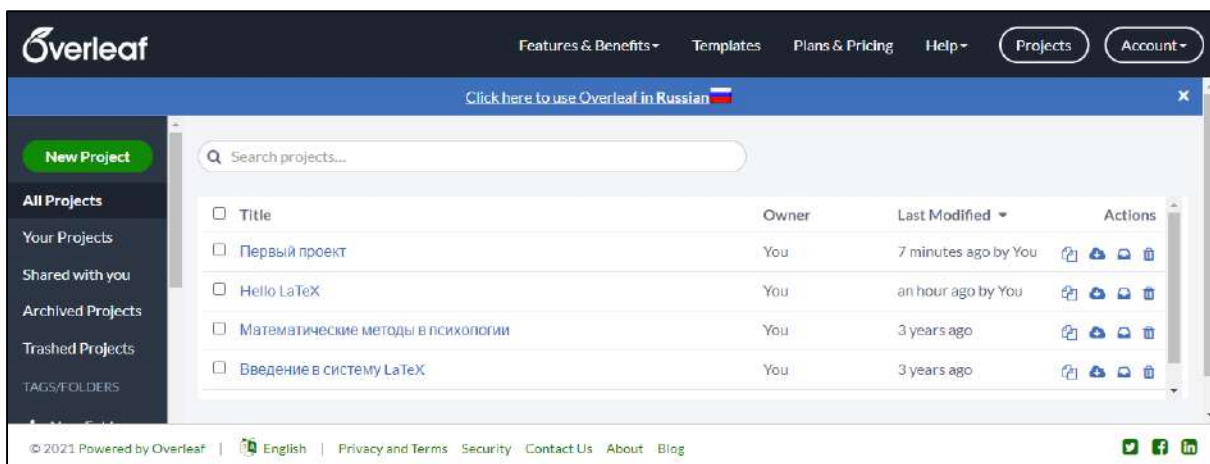 Overleaf
Features & Benefits Templates Plans & Pricing Help Projects Account
Click here to use Overleaf in Russian
New Project
Search projects...
All Projects
Your Projects
Shared with you
Archived Projects
Trashed Projects
TAGS/FOLDERS
Title Owner Last Modified Actions
Первый проект You 7 minutes ago by You
Hello LaTeX You an hour ago by You
Математические методы в психологии You 3 years ago
Введение в систему LaTeX You 3 years ago
© 2021 Powered by Overleaf | English | Privacy and Terms Security Contact Us About Blog